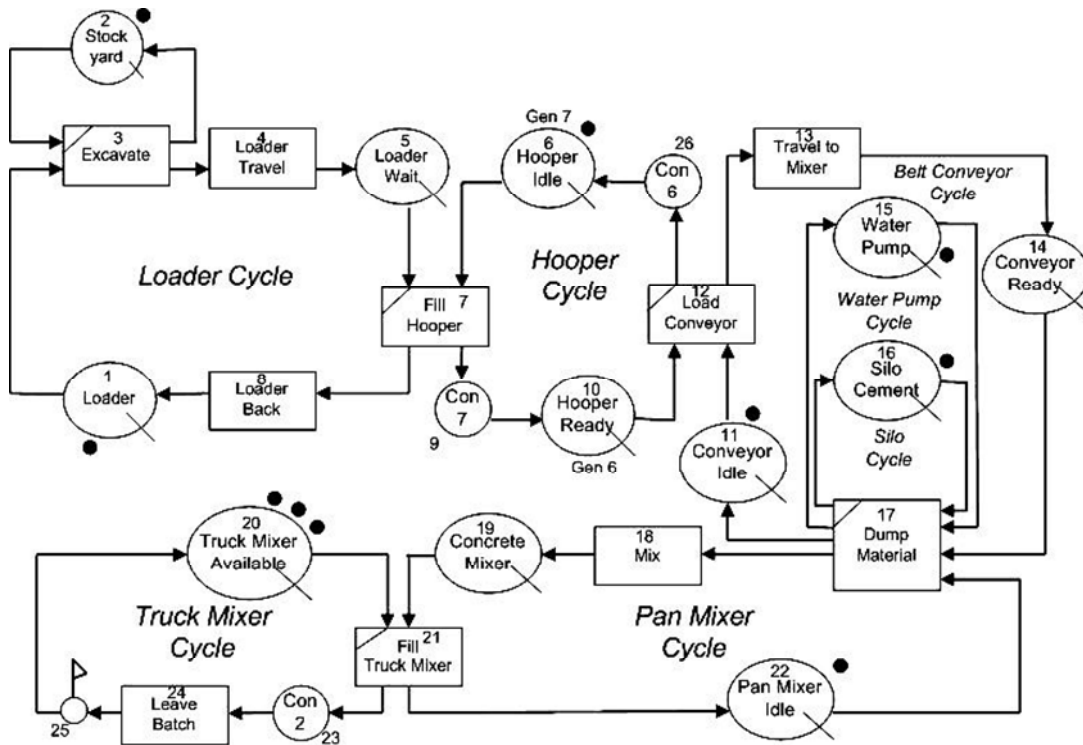 2
Stock
yard
3
Excavate
4
Loader
Travel
5
Loader
Wait
Gen 7
6
Hooper
Idle
26
Con
6
13
Travel to
Mixer
Belt Conveyor
Cycle
15
Water
Pump
14
Conveyor
Ready
Loader Cycle
Hooper
Cycle
7
Fill
Hooper
12
Load
Conveyor
Water Pump
Cycle
16
Silo
Cement
Silo
Cycle
1
Loader
8
Loader
Back
Con
7
9
10
Hooper
Ready
Gen 6
11
Conveyor
Idle
17
Dump
Material
20
Truck Mixer
Available
19
Concrete
Mixer
18
Mix
Truck Mixer
Cycle
Fill 21
Truck Mixer
Pan Mixer
Cycle
22
Pan Mixer
Idle
25
24
Leave
Batch
Con
2
23